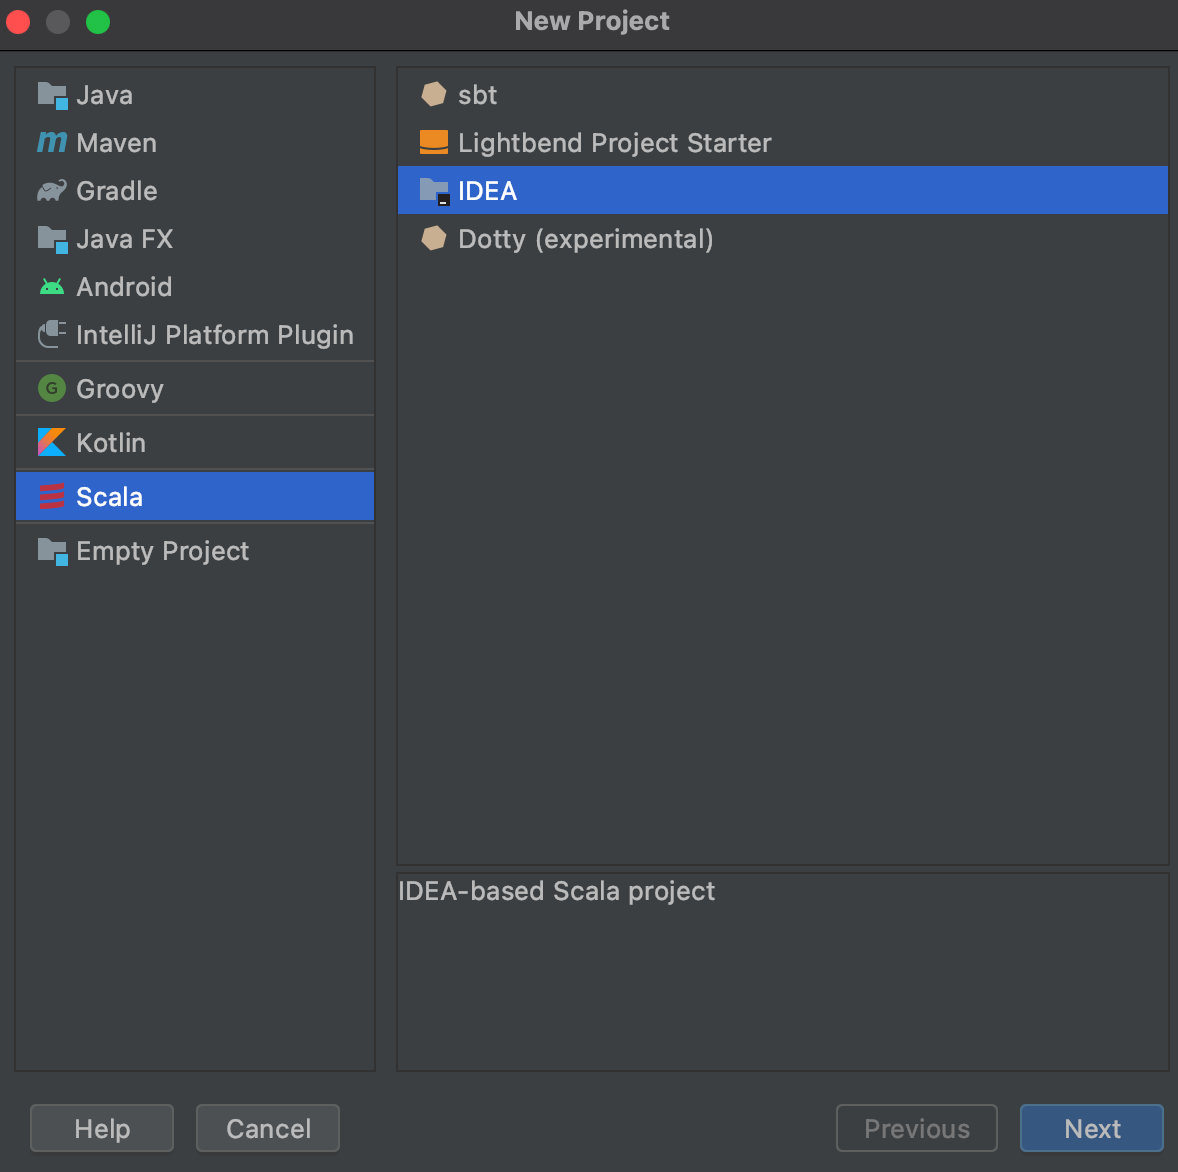 New Project
Java
Maven
Gradle
Java FX
Android
IntelliJ Platform Plugin
G Groovy
Kotlin
Scala
Empty Project
sbt
Lightbend Project Starter
IDEA
Dotty (experimental)
IDEA-based Scala project
Help
Cancel
Previous
Next